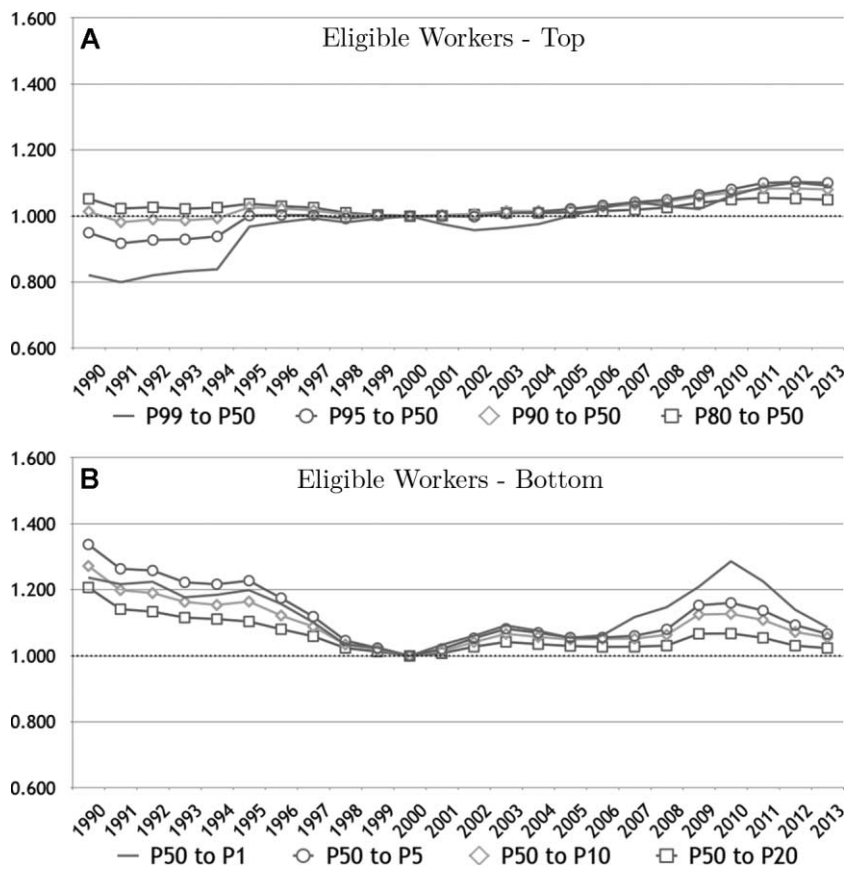 A
Eligible Workers - Top
1.600
1.400
1.200
1.000
0.800
0.600
1990 1991 1992 1993 1994 1995 1996 1997 1998 1999 2000 2001 2002 2003 2004 2005 2006 2007 2008 2009 2010 2011 2012 2013
P99 to P50 P95 to P50 P90 to P50 P80 to P50
B
Eligible Workers - Bottom
1.600
1.400
1.200
1.000
0.800
0.600
1990 1991 1992 1993 1994 1995 1996 1997 1998 1999 2000 2001 2002 2003 2004 2005 2006 2007 2008 2009 2010 2011 2012 2013
P50 to P1 P50 to P5 P50 to P10 P50 to P20